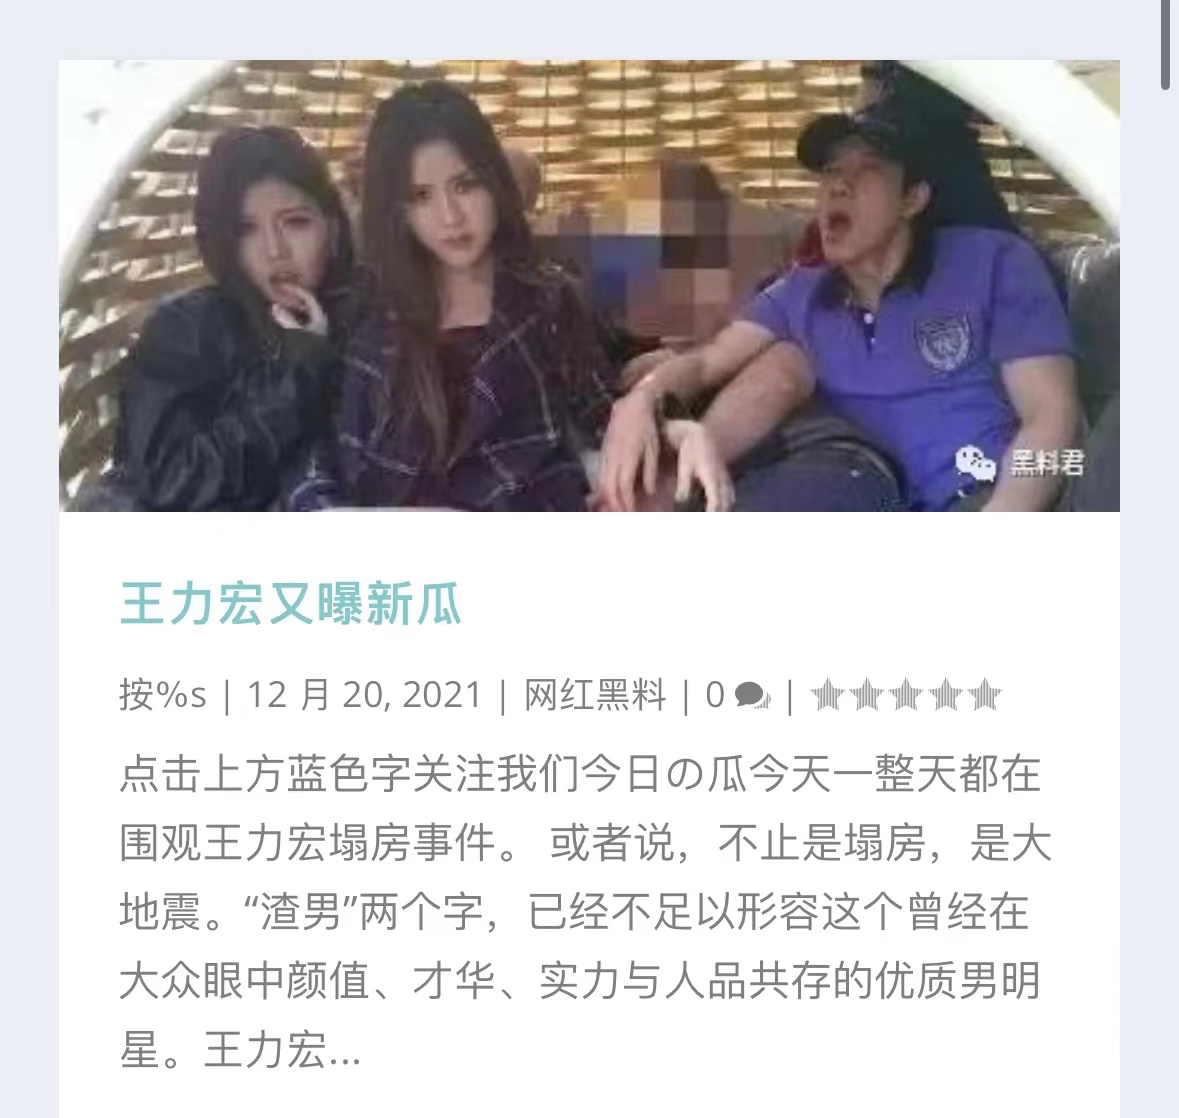 黑料君
王力宏又曝新瓜
按%s | 12 月 20, 2021 | 网红黑料 | 0 |
点击上方蓝色字关注我们今日の瓜今天一整天都在
围观王力宏塌房事件。 或者说，不止是塌房，是大
地震。“渣男”两个字，已经不足以形容这个曾经在
大众眼中颜值、才华、实力与人品共存的优质男明
星。王力宏...